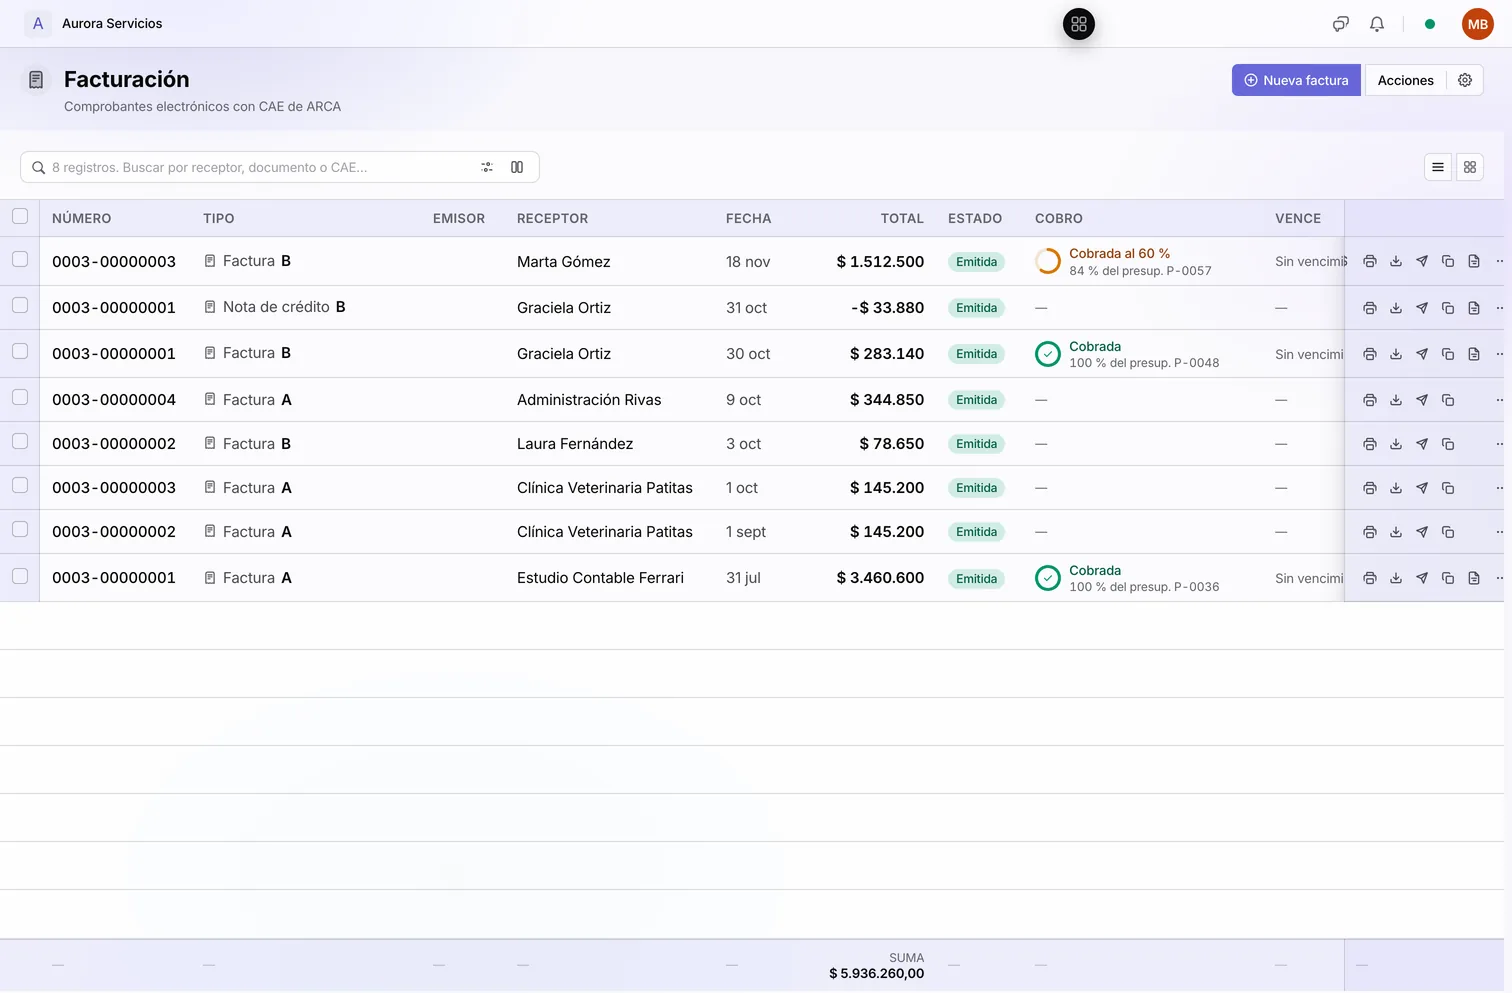 A Aurora Servicios MB
Facturación
Comprobantes electrónicos con CAE de ARCA
Nueva factura Acciones
8 registros. Buscar por receptor, documento o CAE...
NÚMERO TIPO EMISOR RECEPTOR FECHA TOTAL ESTADO COBRO VENCE
0003-00000003 Factura B Marta Gómez 18 nov $ 1.512.500 Emitida Cobrada al 60 % Sin vencimi
84 % del presup. P-0057
0003-00000001 Nota de crédito B Graciela Ortiz 31 oct -$ 33.880 Emitida — —
0003-00000001 Factura B Graciela Ortiz 30 oct $ 283.140 Emitida Cobrada Sin vencimi
100 % del presup. P-0048
0003-00000004 Factura A Administración Rivas 9 oct $ 344.850 Emitida — —
0003-00000002 Factura B Laura Fernández 3 oct $ 78.650 Emitida — —
0003-00000003 Factura A Clínica Veterinaria Patitas 1 oct $ 145.200 Emitida — —
0003-00000002 Factura A Clínica Veterinaria Patitas 1 sept $ 145.200 Emitida — —
0003-00000001 Factura A Estudio Contable Ferrari 31 jul $ 3.460.600 Emitida Cobrada Sin vencimi
100 % del presup. P-0036
— — — — — SUMA — — — —
$ 5.936.260,00